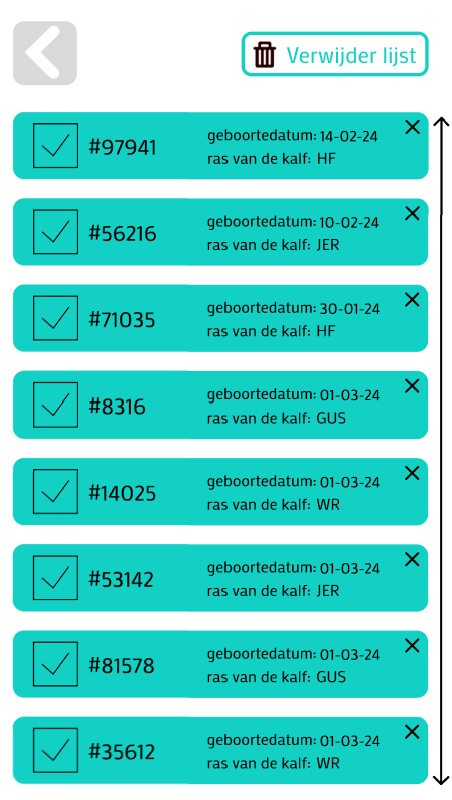 Verwijder lijst
#97941
geboortedatum: 14-02-24
ras van de kalf: HF
#56216
geboortedatum: 10-02-24
ras van de kalf: JER
#71035
geboortedatum: 30-01-24
ras van de kalf: HF
#8316
geboortedatum: 01-03-24
ras van de kalf: GUS
#14025
geboortedatum: 01-03-24
ras van de kalf: WR
#53142
geboortedatum: 01-03-24
ras van de kalf: JER
#81578
geboortedatum: 01-03-24
ras van de kalf: GUS
#35612
geboortedatum: 01-03-24
ras van de kalf: WR